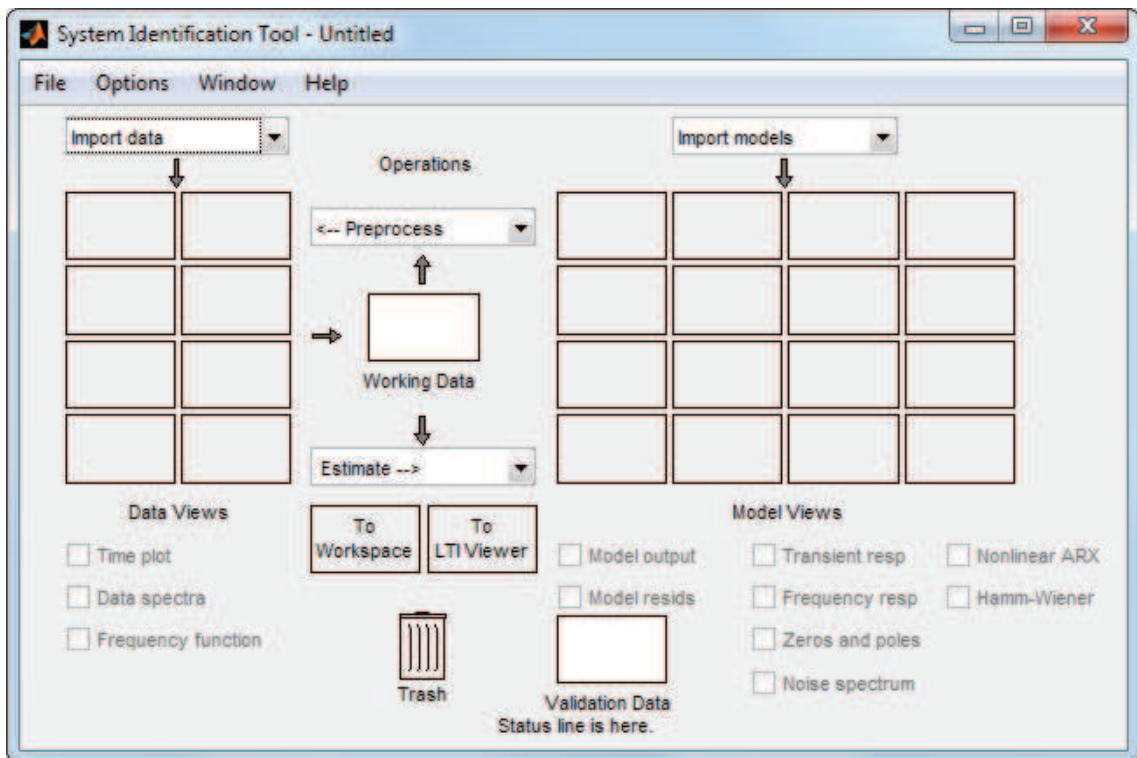 System Identification Tool - Untitled
File Options Window Help
Import data
Import models
Operations
<-- Preprocess
Working Data
Estimate -->
Data Views
Model Views
To Workspace
To LTI Viewer
Time plot
Data spectra
Frequency function
Model output
Model resids
Transient resp
Frequency resp
Zeros and poles
Noise spectrum
Nonlinear ARX
Hamm-Wiener
Trash
Validation Data
Status line is here.